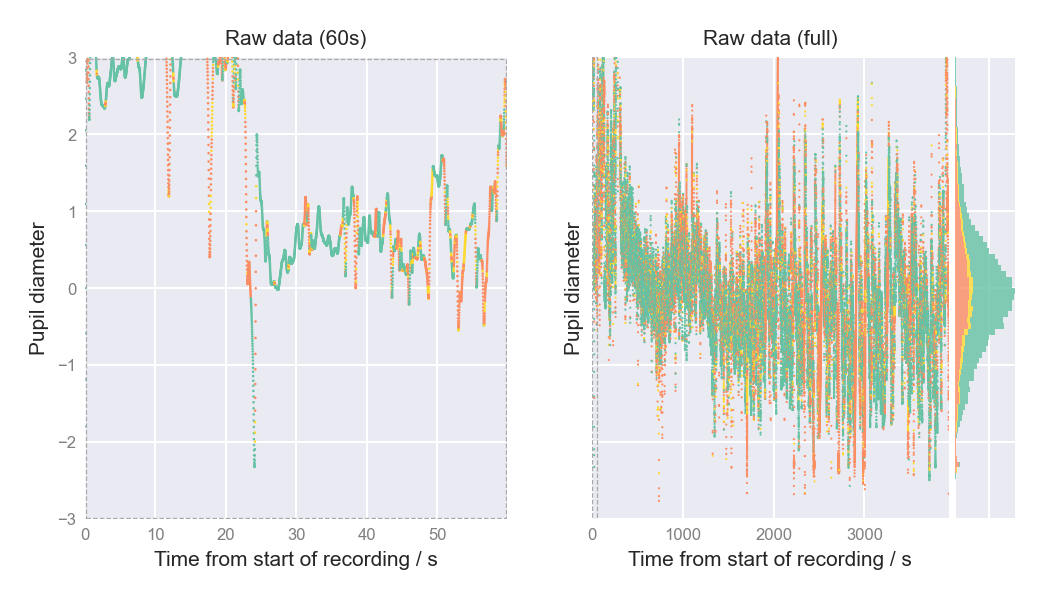 Raw data (60s)
Raw data (full)
Pupil diameter
3
2
1
0
−1
−2
−3
0
10
20
30
40
50
Time from start of recording / s
Pupil diameter
0
1000
2000
3000
Time from start of recording / s